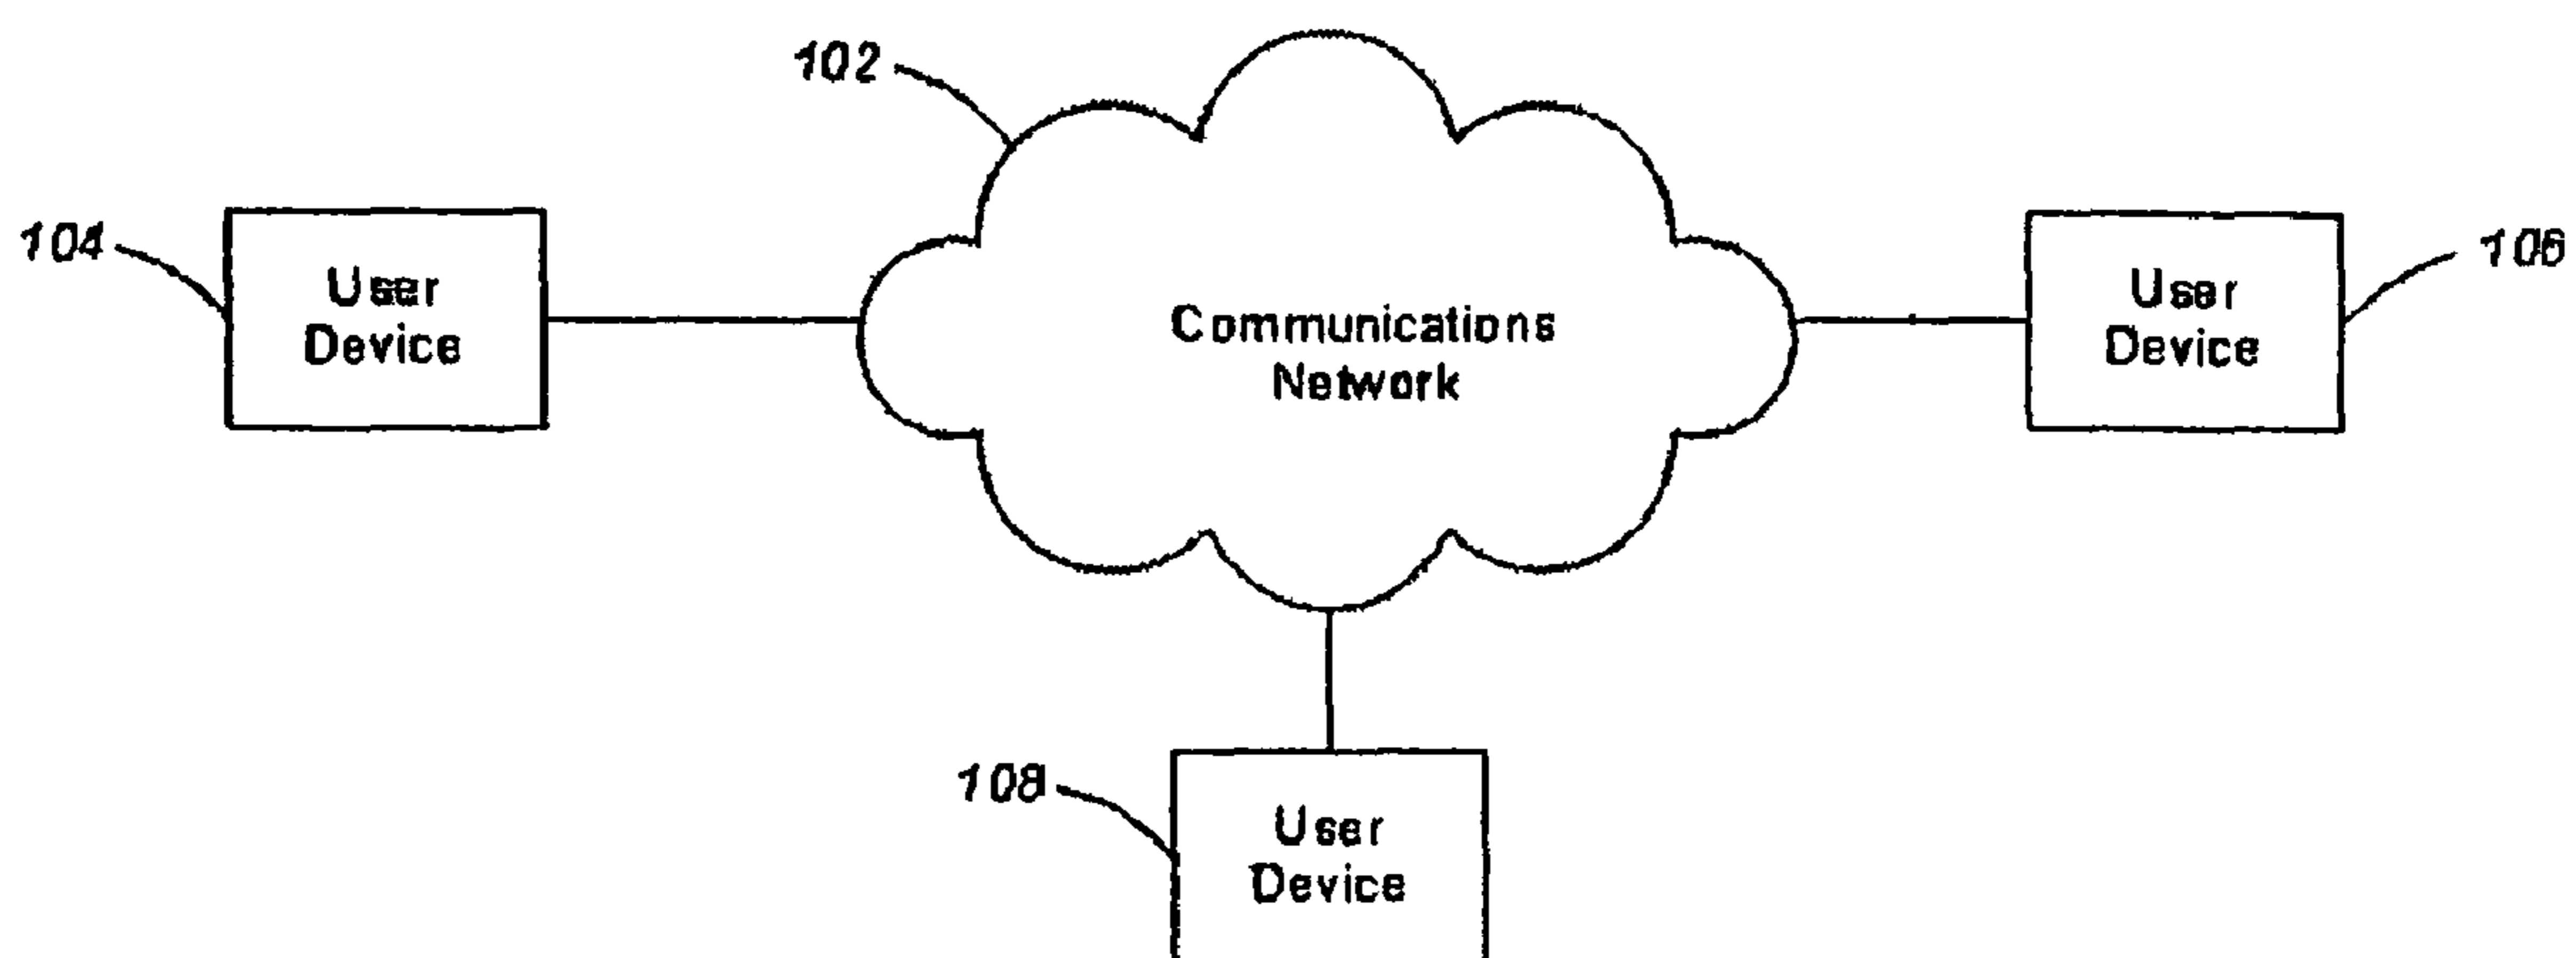 102
104
User
Device
Communications
Network
User
Device
106
108
User
Device